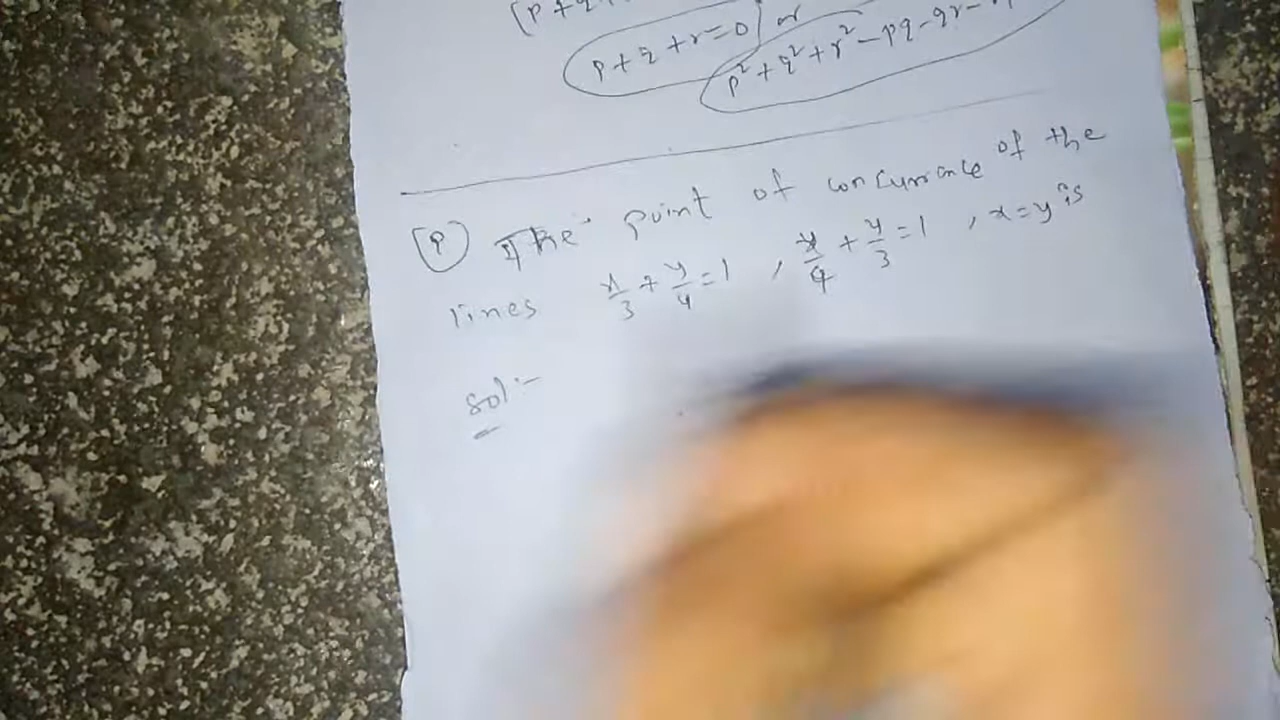 (p + q +
p + q + r = 0 or
p² + q² + r² - pq - qr -
(9) The point of concurrence of the
lines x/3 + y/4 = 1 , x/4 + y/3 = 1 , x = y is
Sol:-